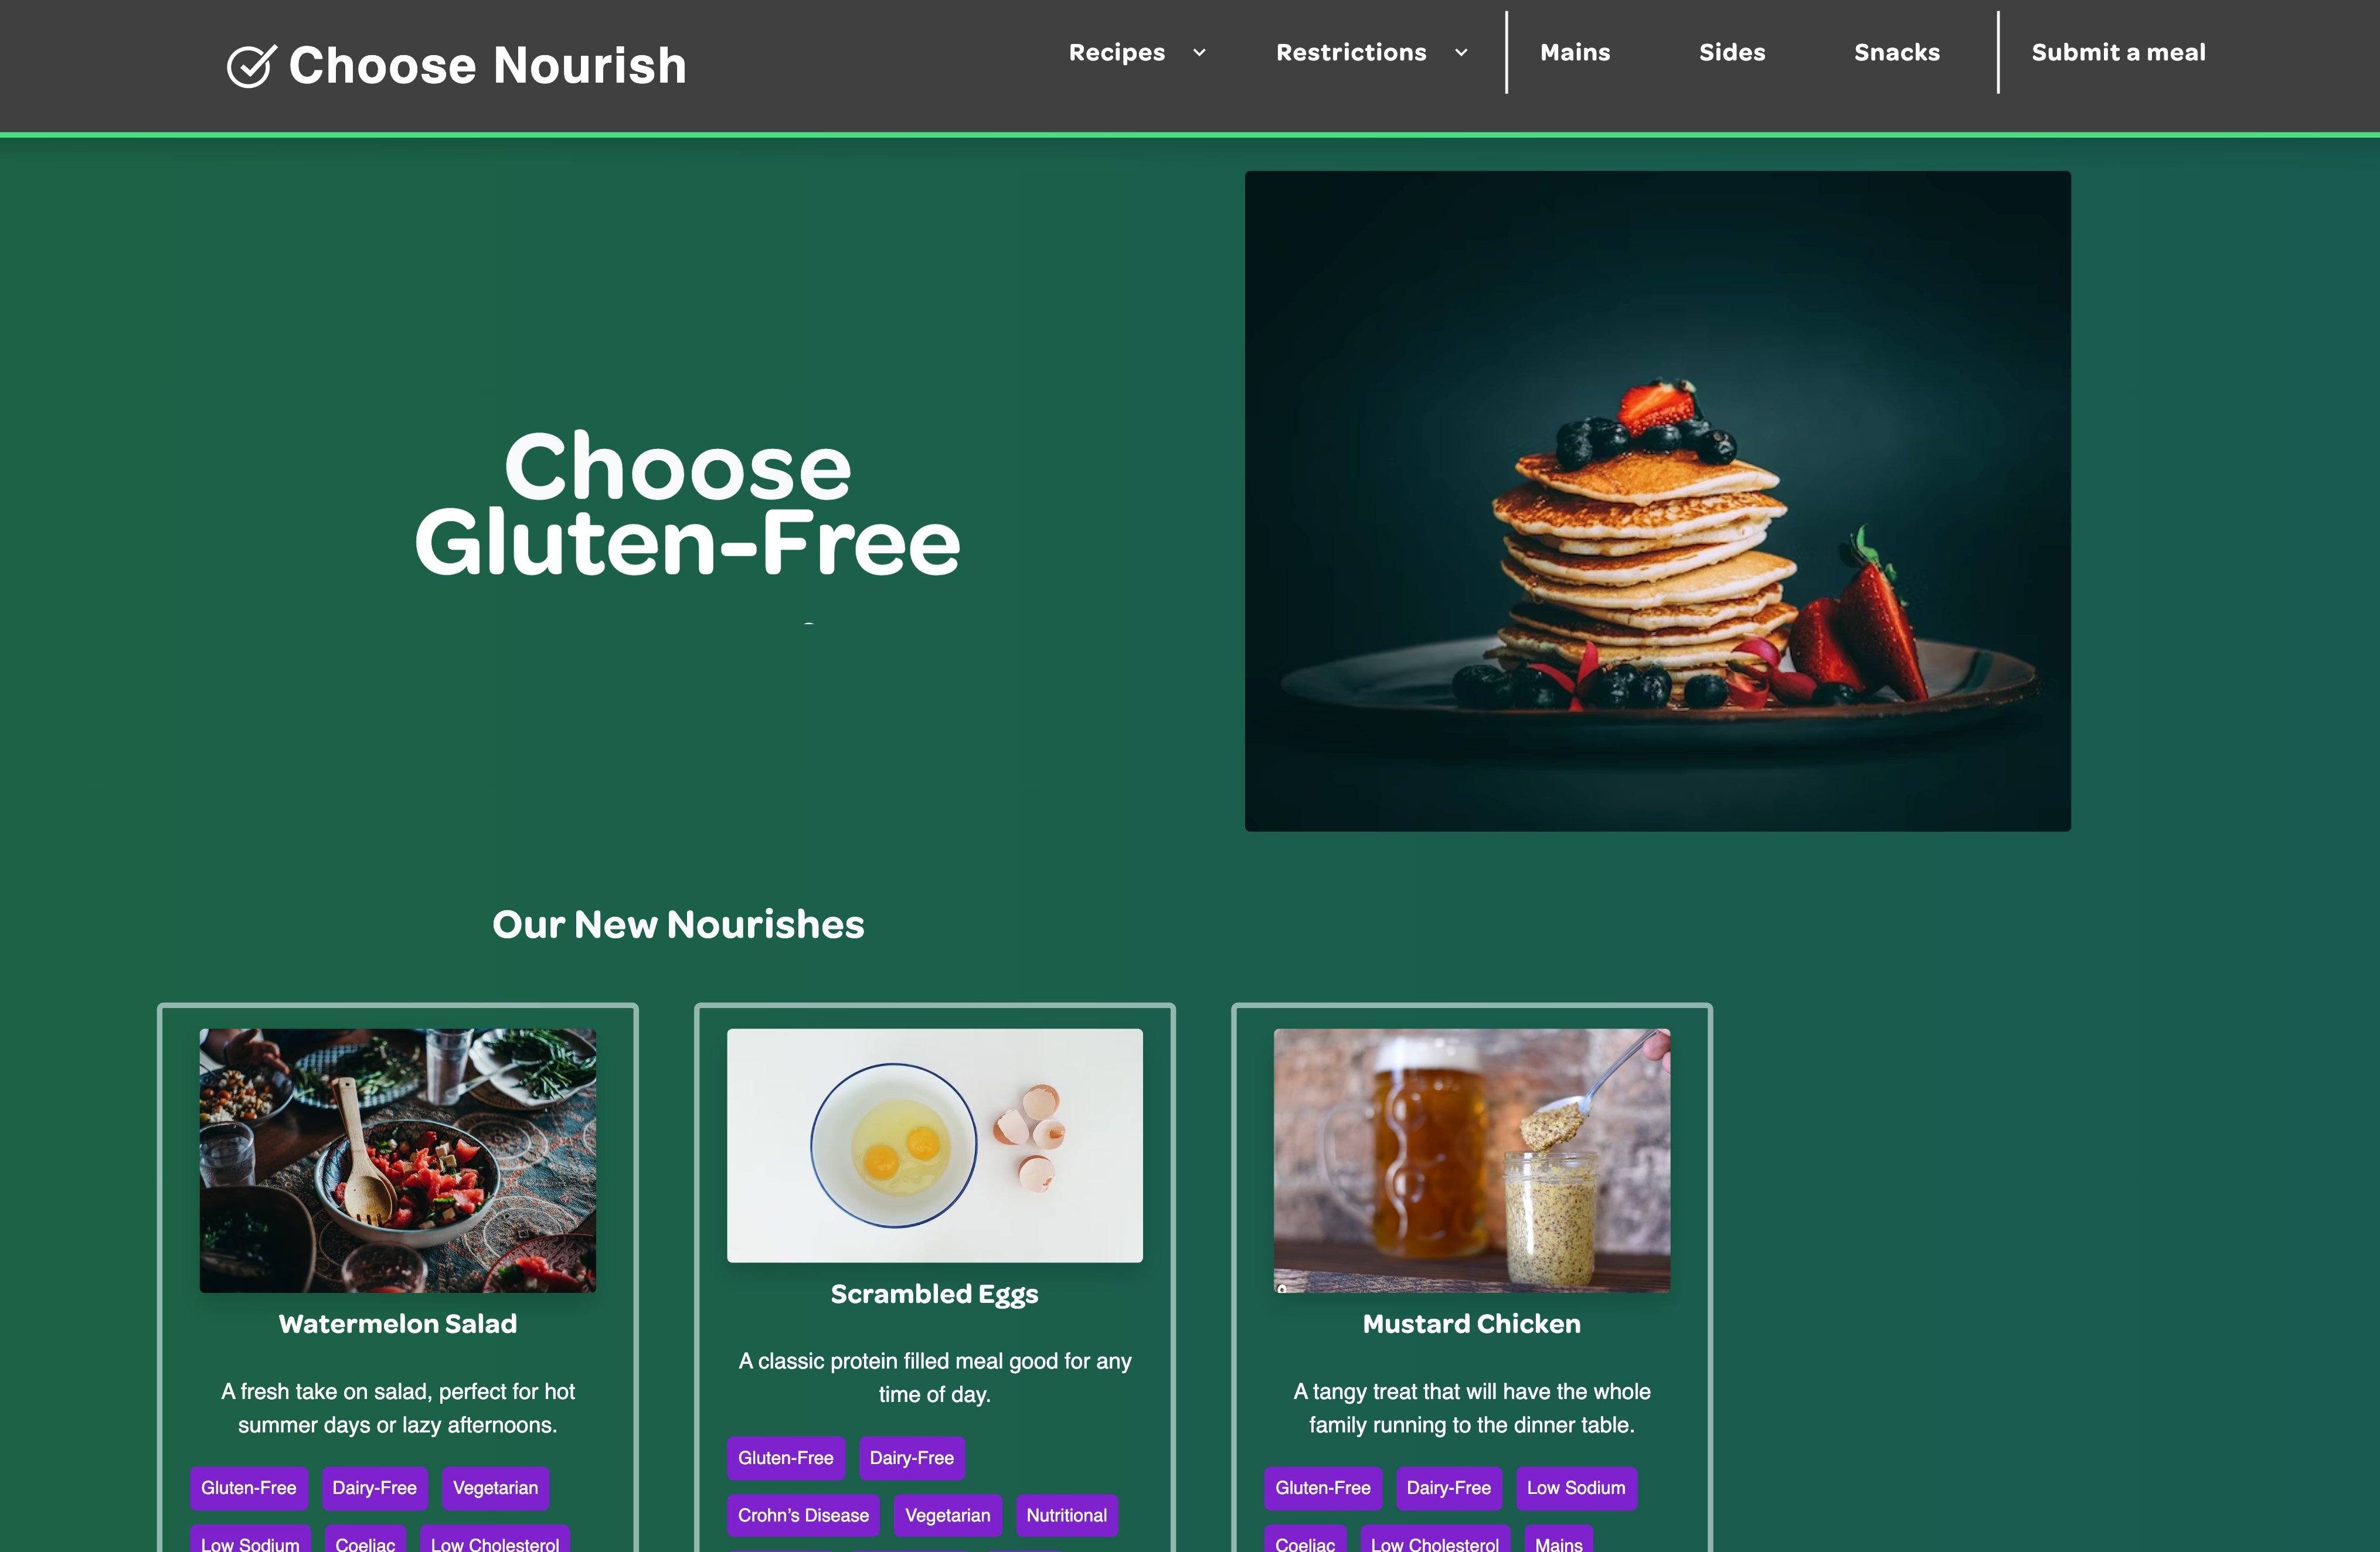 Choose Nourish
Recipes
Restrictions
Mains
Sides
Snacks
Submit a meal
Choose
Gluten-Free
Our New Nourishes
Watermelon Salad
A fresh take on salad, perfect for hot
summer days or lazy afternoons.
Gluten-Free Dairy-Free Vegetarian
Low Sodium Coeliac Low Cholesterol
Scrambled Eggs
A classic protein filled meal good for any
time of day.
Gluten-Free Dairy-Free
Crohn's Disease Vegetarian Nutritional
Mustard Chicken
A tangy treat that will have the whole
family running to the dinner table.
Gluten-Free Dairy-Free Low Sodium
Coeliac Low Cholesterol Mains